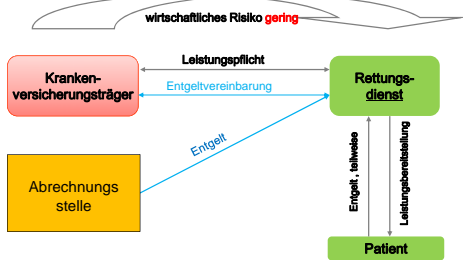 wirtschaftliches Risiko gering
Leistungspflicht
Kranken-
versicherungsträger
Entgeltvereinbarung
Rettungs-
dienst
Entgelt
Abrechnungs
stelle
Entgelt , teilweise
Leistungsbereitstellung
Patient